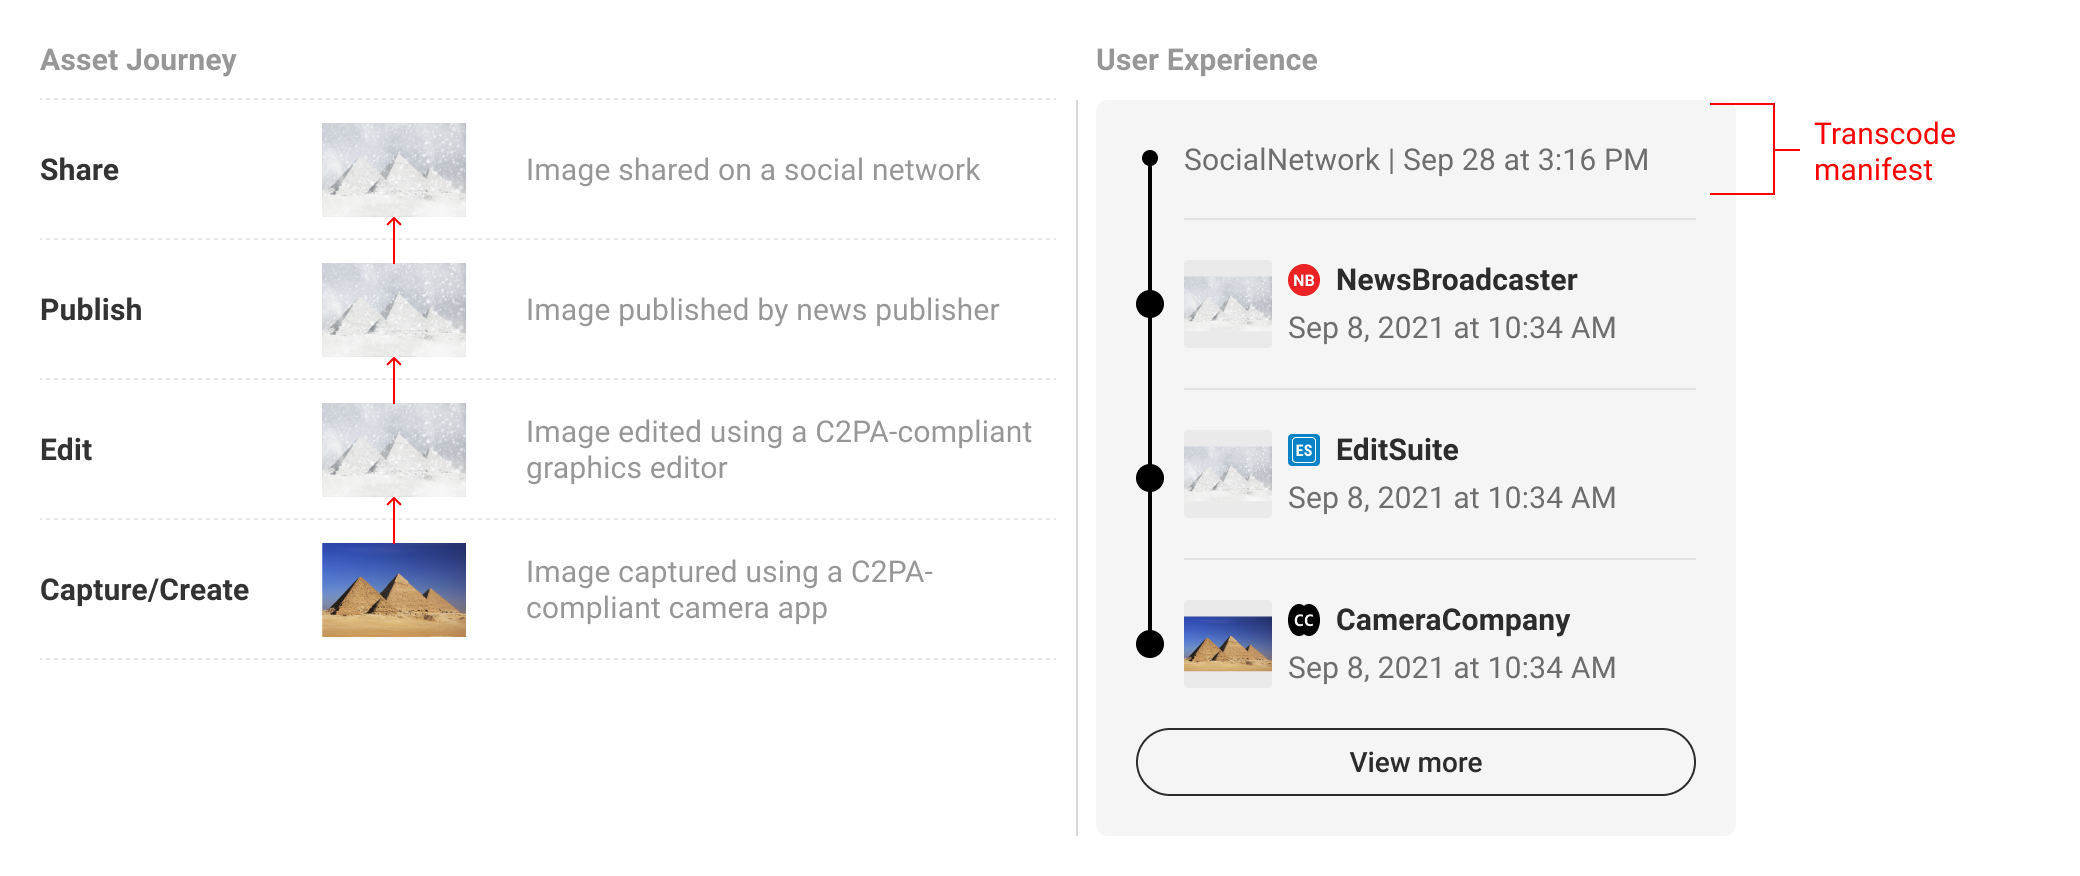 Asset Journey
Share
Image shared on a social network
Publish
Image published by news publisher
Edit
Image edited using a C2PA-compliant
graphics editor
Capture/Create
Image captured using a C2PA-
compliant camera app
User Experience
SocialNetwork | Sep 28 at 3:16 PM
Transcode
manifest
NB NewsBroadcaster
Sep 8, 2021 at 10:34 AM
ES EditSuite
Sep 8, 2021 at 10:34 AM
CC CameraCompany
Sep 8, 2021 at 10:34 AM
View more